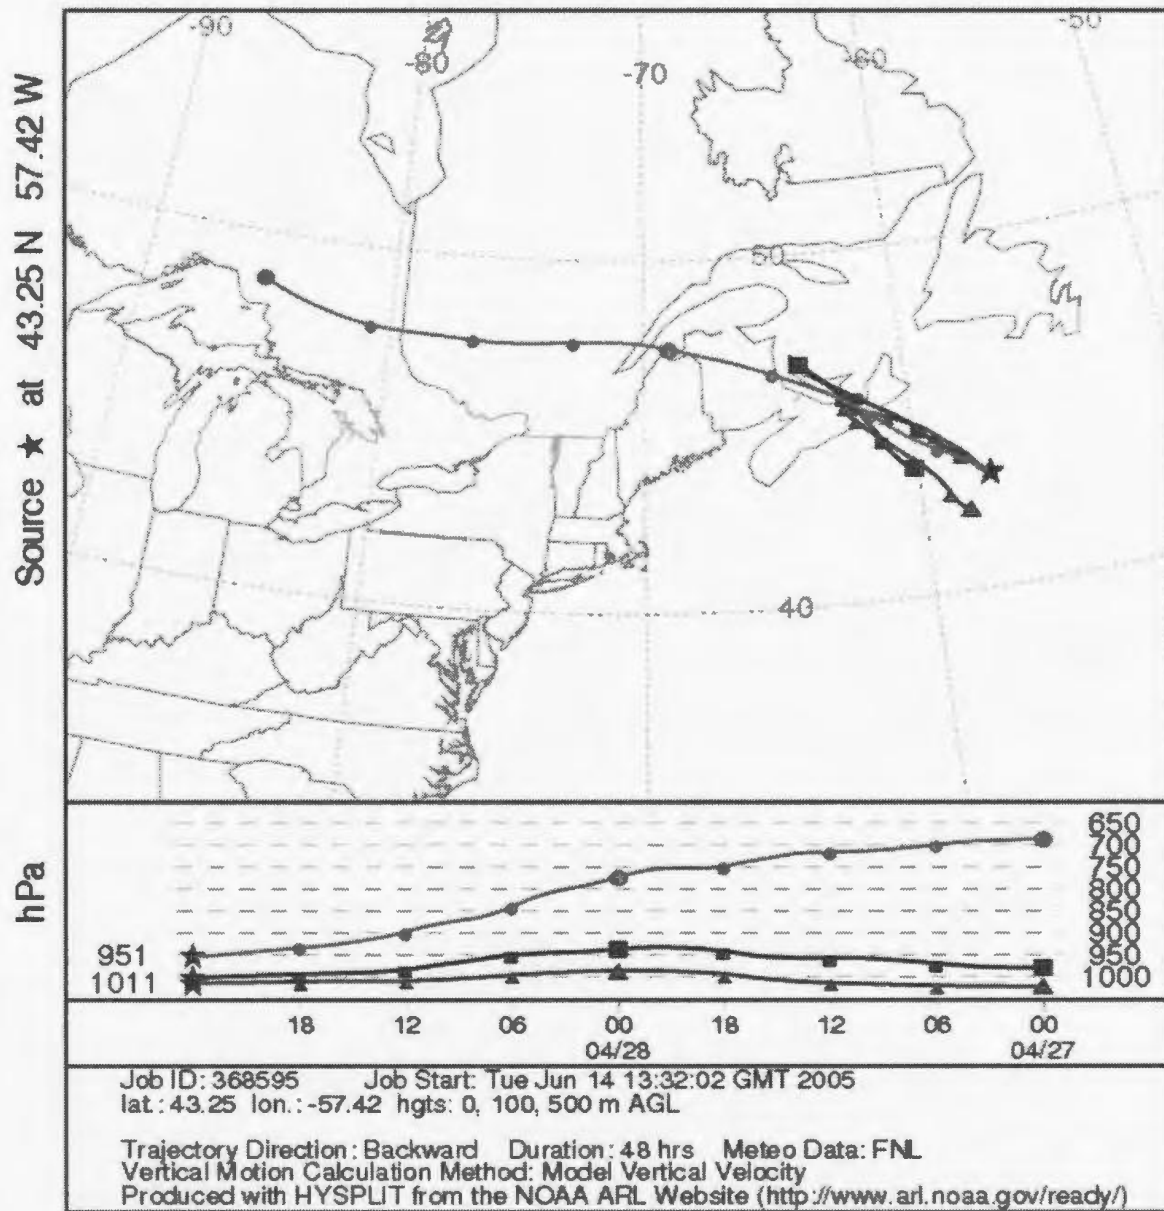 Source ★ at 43.25 N 57.42 W
-90
-80
-70
-60
-50
50
40
hPa
650
700
750
800
850
900
950
1000
951
1011
18 12 06 00 18 12 06 00
04/28 04/27
Job ID: 368595 Job Start: Tue Jun 14 13:32:02 GMT 2005
lat.: 43.25 lon.: -57.42 hgts: 0, 100, 500 m AGL
Trajectory Direction: Backward Duration: 48 hrs Meteo Data: FNL
Vertical Motion Calculation Method: Model Vertical Velocity
Produced with HYSPLIT from the NOAA ARL Website (http://www.arl.noaa.gov/ready/)